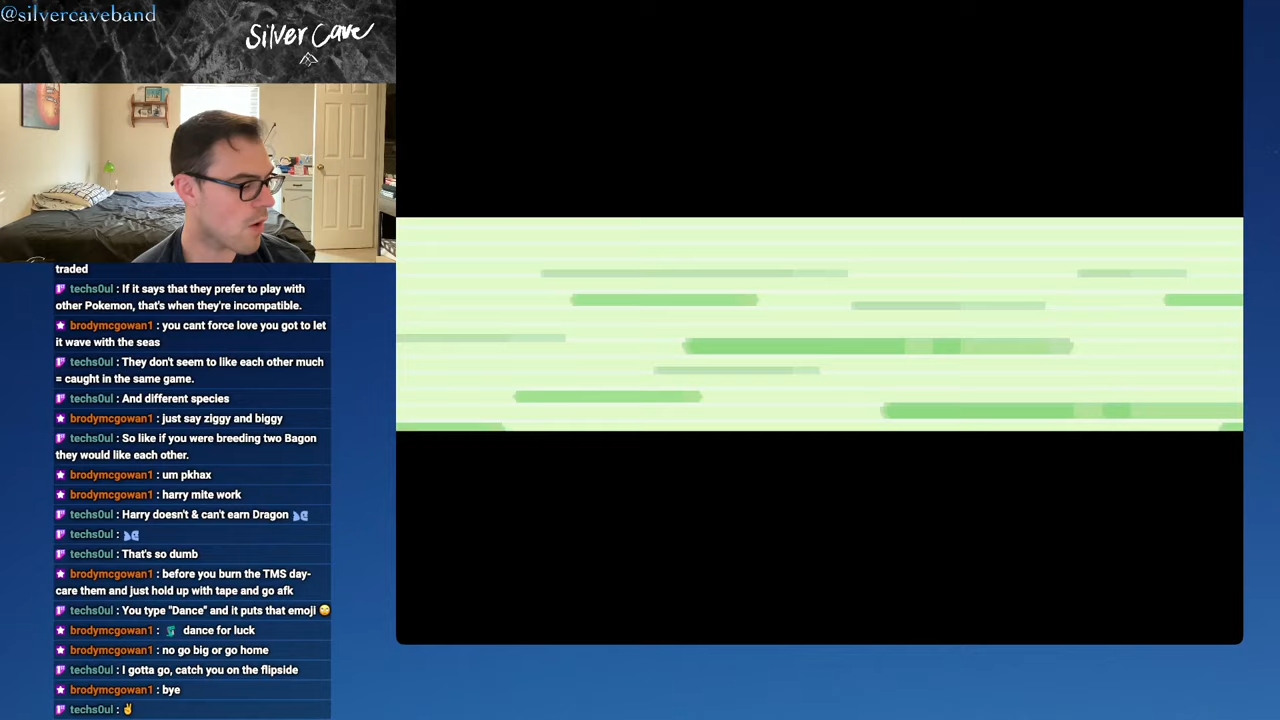 @silvercaveband
Silver Cave
traded
techs0ul : If it says that they prefer to play with
other Pokemon, that's when they're incompatible.
brodymcgowan1 : you cant force love you got to let
it wave with the seas
techs0ul : They don't seem to like each other much
= caught in the same game.
techs0ul : And different species
brodymcgowan1 : just say ziggy and biggy
techs0ul : So like if you were breeding two Bagon
they would like each other.
brodymcgowan1 : um pkhax
brodymcgowan1 : harry mite work
techs0ul : Harry doesn't & can't earn Dragon
techs0ul :
techs0ul : That's so dumb
brodymcgowan1 : before you burn the TMS day-
care them and just hold up with tape and go afk
techs0ul : You type "Dance" and it puts that emoji 🙄
brodymcgowan1 : dance for luck
brodymcgowan1 : no go big or go home
techs0ul : I gotta go, catch you on the flipside
brodymcgowan1 : bye
techs0ul : ✌